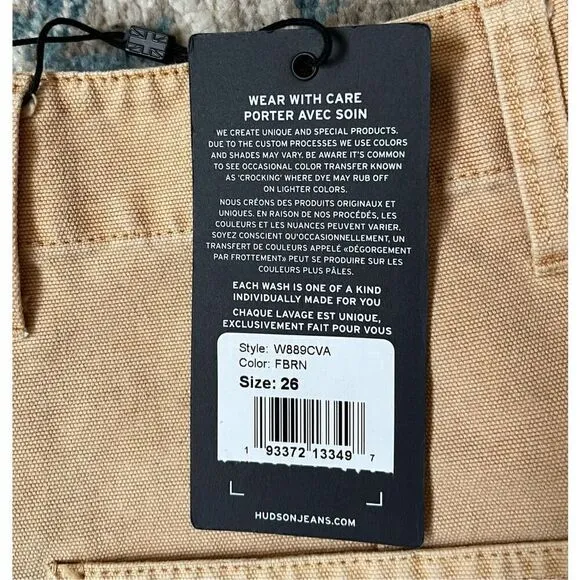 WEAR WITH CARE
PORTER AVEC SOIN
WE CREATE UNIQUE AND SPECIAL PRODUCTS.
DUE TO THE CUSTOM PROCESSES WE USE COLORS
AND SHADES MAY VARY. BE AWARE IT'S COMMON
TO SEE OCCASIONAL COLOR TRANSFER KNOWN
AS 'CROCKING' WHERE DYE MAY RUB OFF
ON LIGHTER COLORS.
NOUS CRÉONS DES PRODUITS ORIGINAUX ET
UNIQUES. EN RAISON DE NOS PROCÉDÉS, LES
COULEURS ET LES NUANCES PEUVENT VARIER.
SOYEZ CONSCIENT QU'OCCASIONNELLEMENT, UN
TRANSFERT DE COULEURS APPELÉ «DÉGORGEMENT
PAR FROTTEMENT» PEUT SE PRODUIRE SUR LES
COULEURS PLUS PÂLES.
EACH WASH IS ONE OF A KIND
INDIVIDUALLY MADE FOR YOU
CHAQUE LAVAGE EST UNIQUE,
EXCLUSIVEMENT FAIT POUR VOUS
Style: W889CVA
Color: FBRN
Size: 26
1 93372 13349 7
HUDSONJEANS.COM